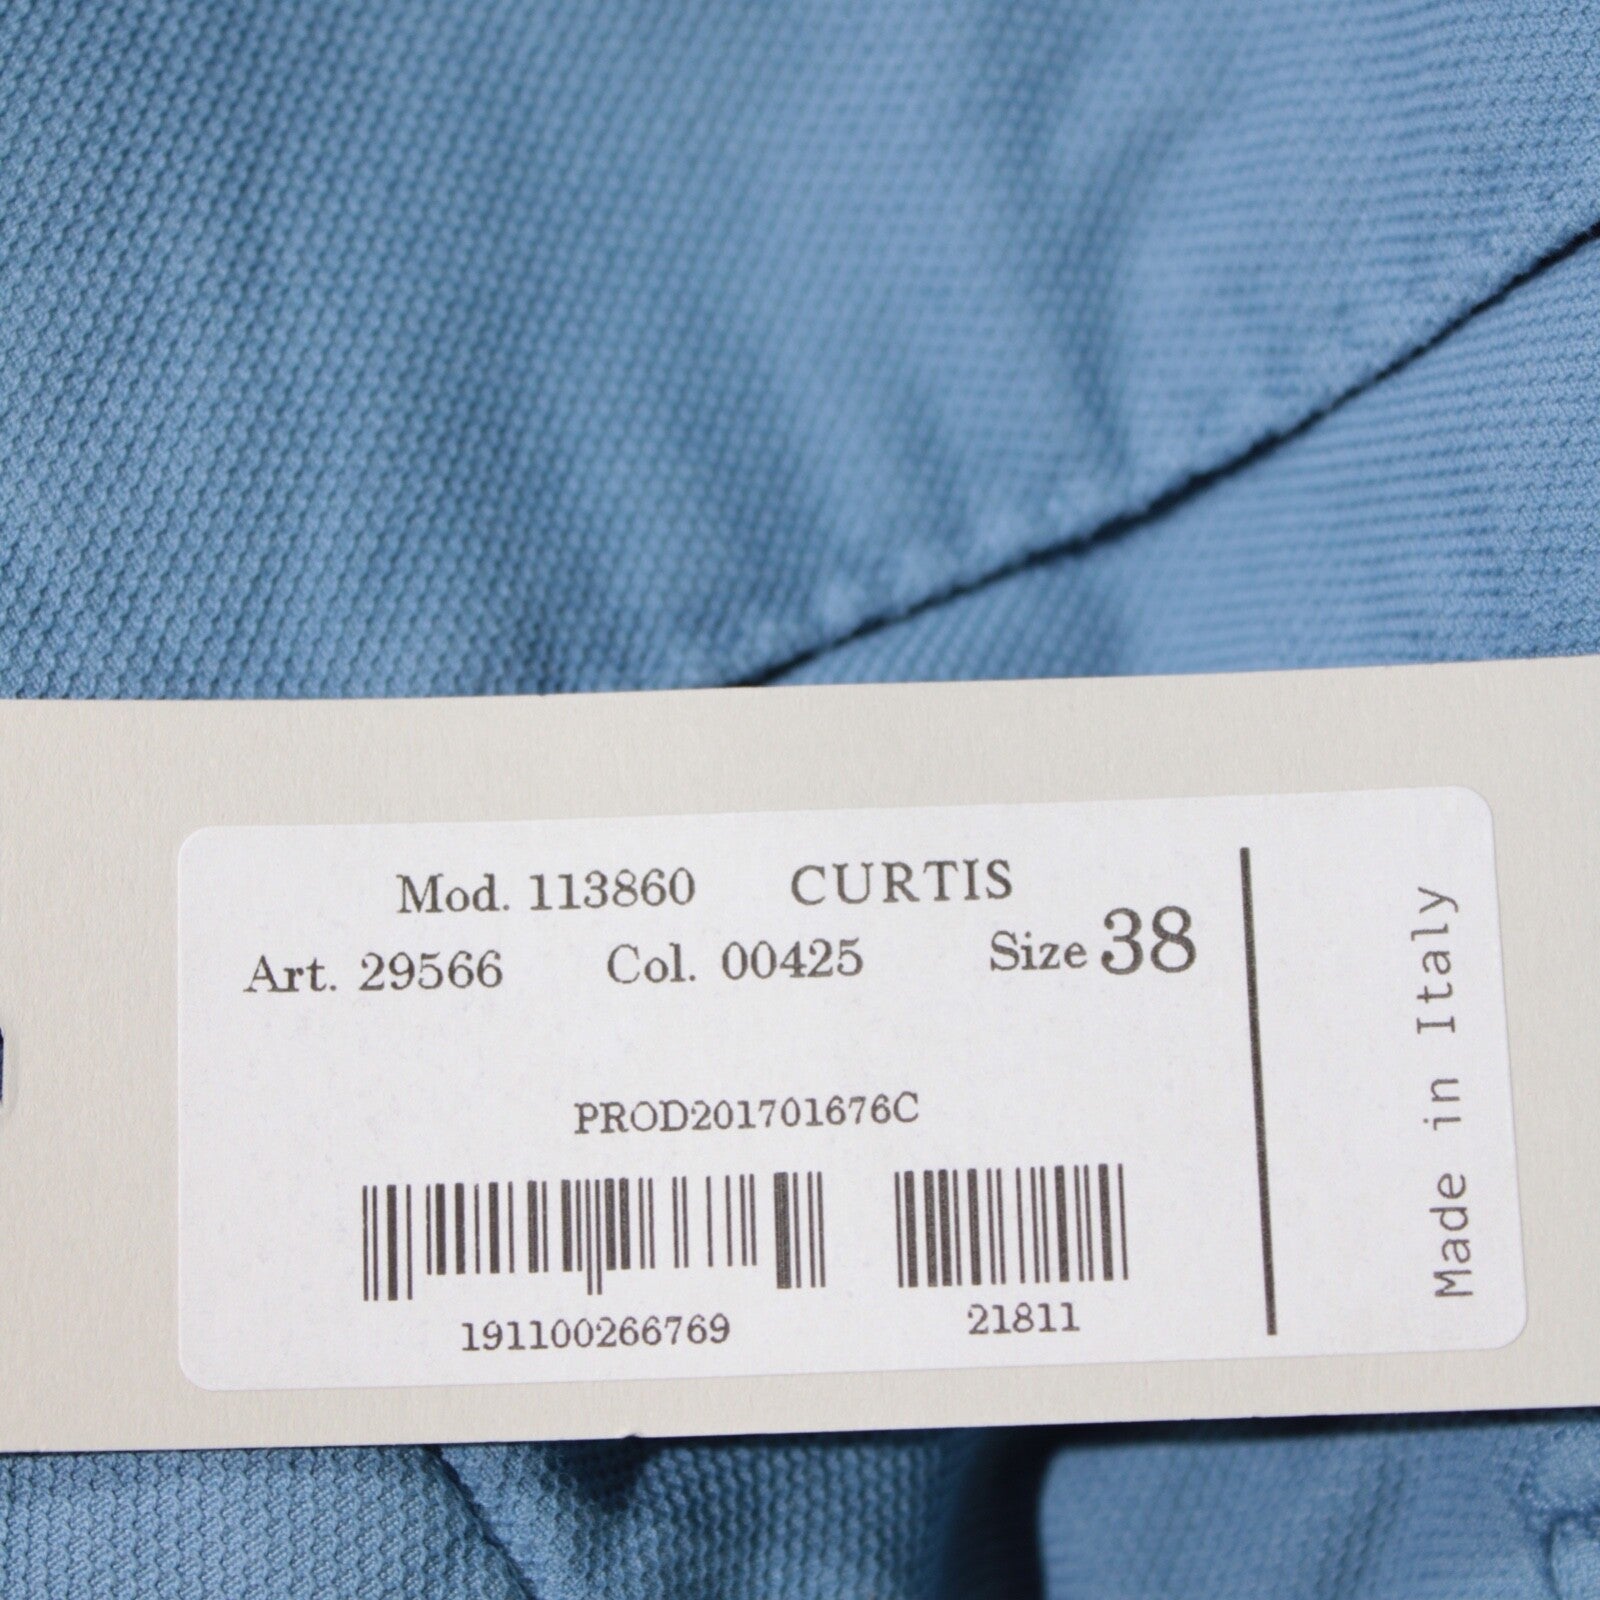 Mod. 113860 CURTIS
Art. 29566 Col. 00425 Size 38
PROD201701676C
191100266769 21811
Made in Italy